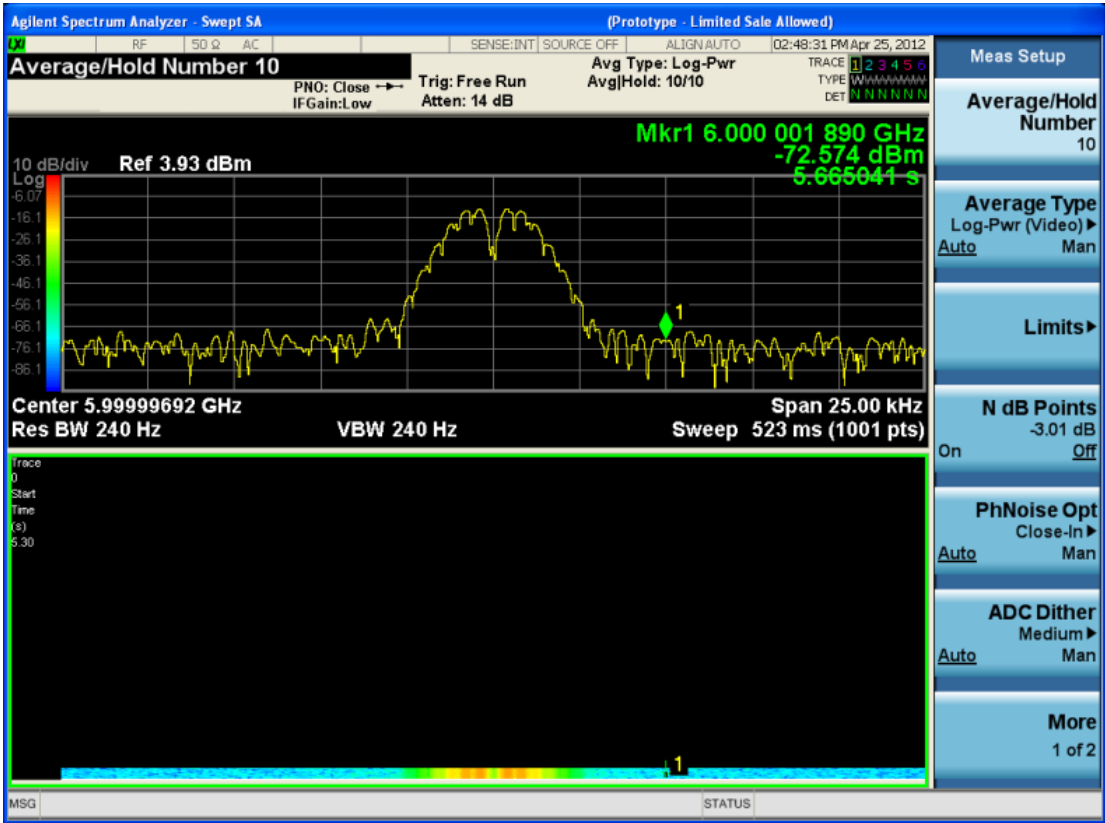 Agilent Spectrum Analyzer - Swept SA (Prototype - Limited Sale Allowed)
LXI RF 50 Ω AC SENSE:INT SOURCE OFF ALIGN AUTO 02:48:31 PM Apr 25, 2012
Average/Hold Number 10
PNO: Close
IFGain:Low
Trig: Free Run
Atten: 14 dB
Avg Type: Log-Pwr
Avg|Hold: 10/10
TRACE 1 2 3 4 5 6
TYPE WWWWWW
DET N N N N N N
Mkr1 6.000 001 890 GHz
-72.574 dBm
5.665041 s
10 dB/div Ref 3.93 dBm
Log
-6.07
-16.1
-26.1
-36.1
-46.1
-56.1
-66.1
-76.1
-86.1
1
Center 5.99999692 GHz Span 25.00 kHz
Res BW 240 Hz VBW 240 Hz Sweep 523 ms (1001 pts)
Trace
0
Start
Time
(s)
5.30
1
MSG STATUS
Meas Setup
Average/Hold
Number
10
Average Type
Log-Pwr (Video)
Auto Man
Limits
N dB Points
-3.01 dB
On Off
PhNoise Opt
Close-In
Auto Man
ADC Dither
Medium
Auto Man
More
1 of 2